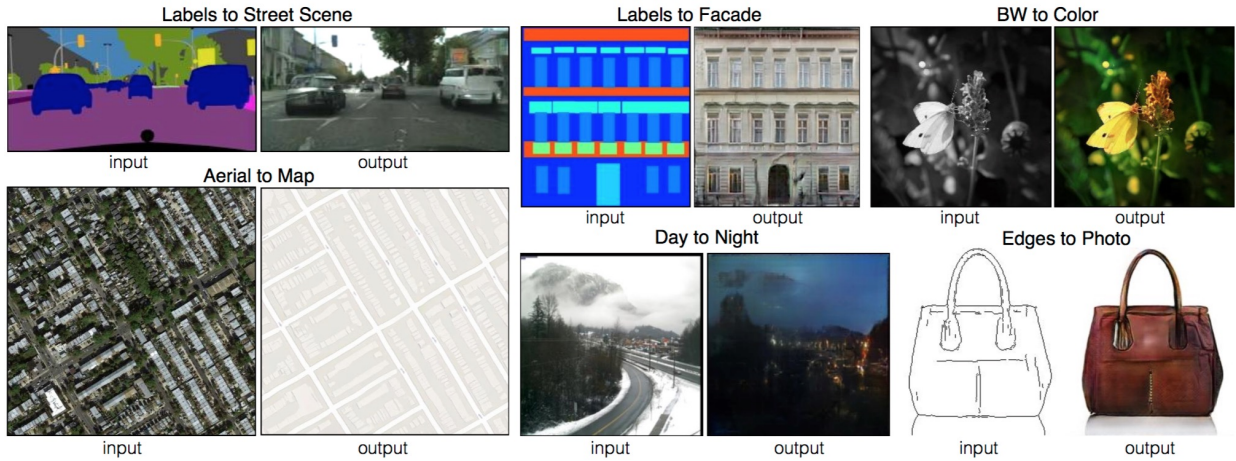 Labels to Street Scene
input
output
Aerial to Map
input
output
Labels to Facade
input
output
BW to Color
input
output
Day to Night
input
output
Edges to Photo
input
output